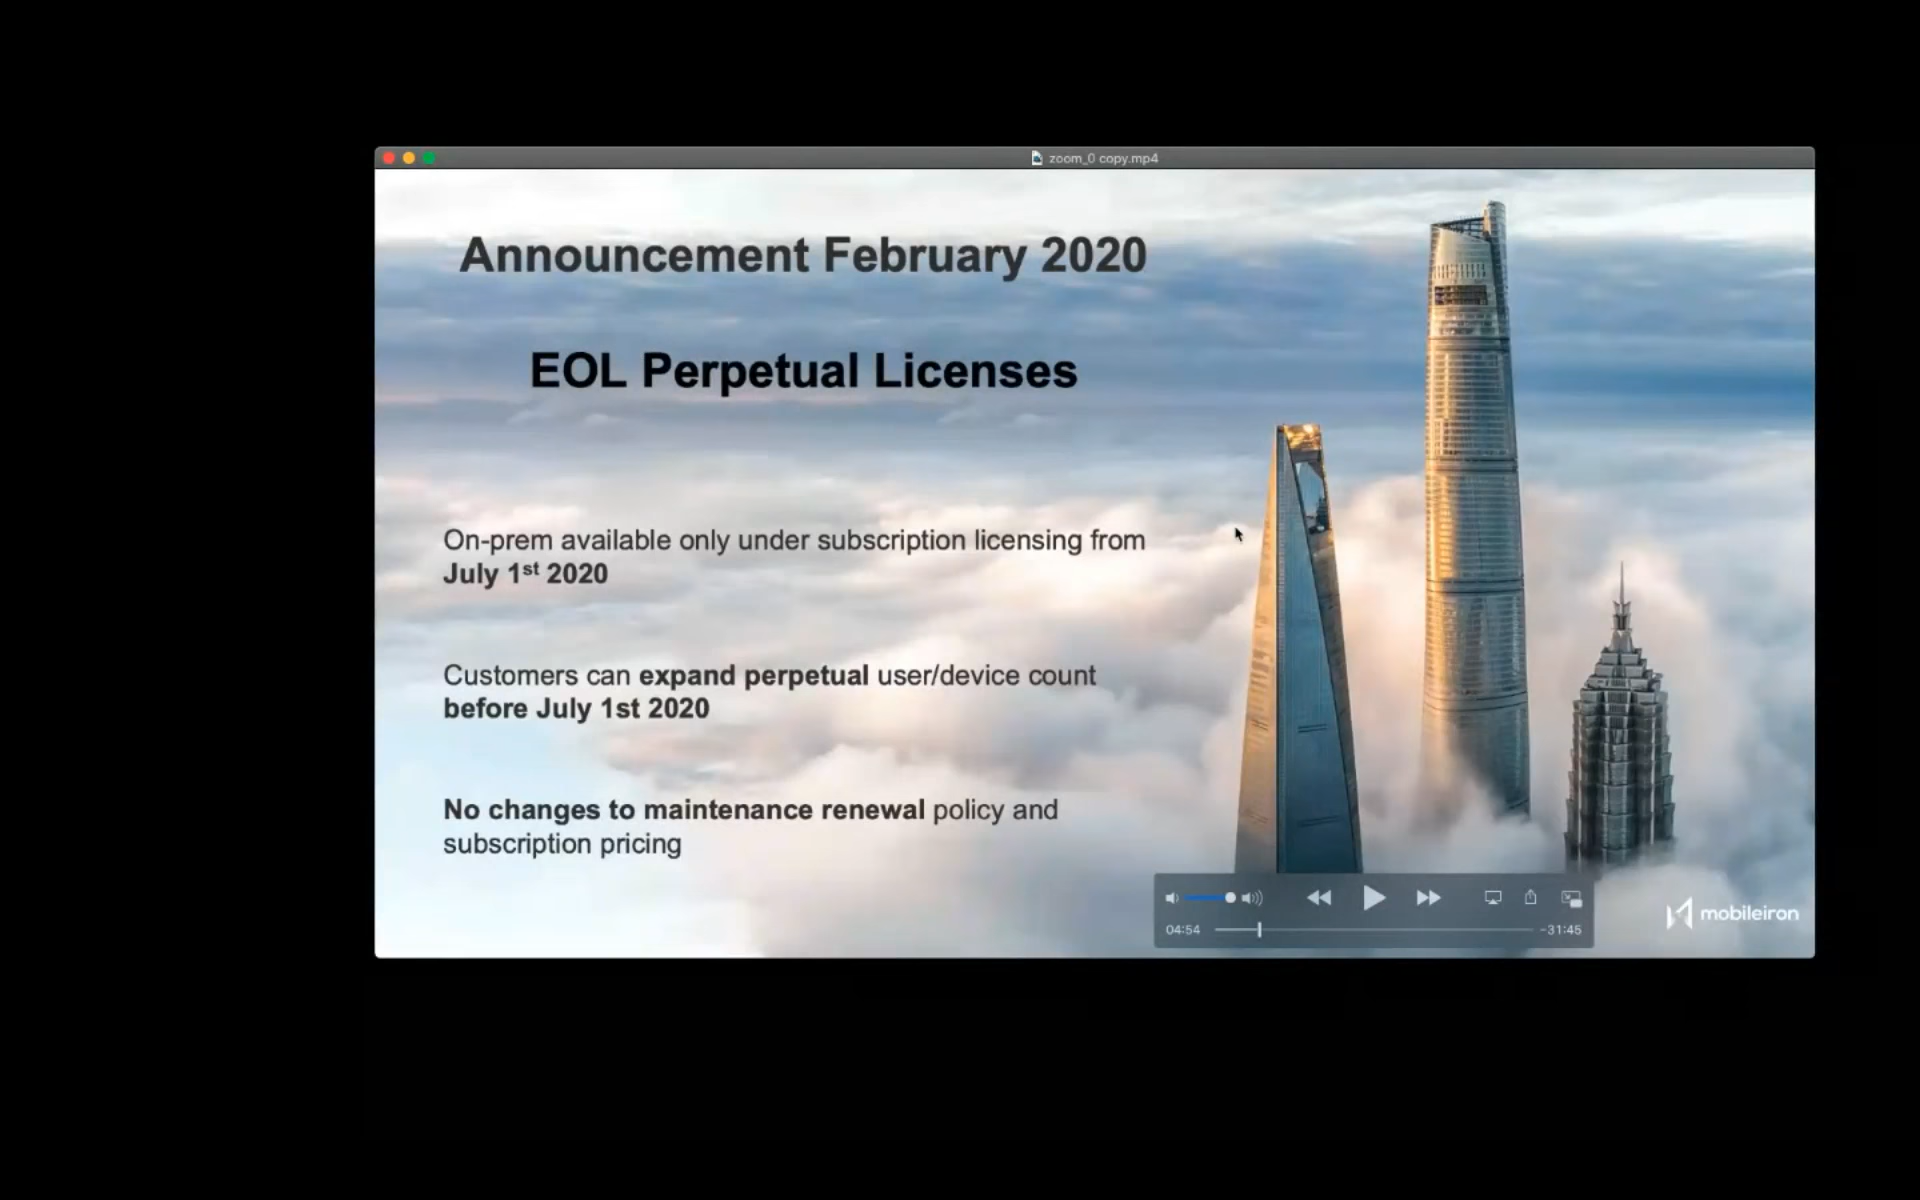 zoom_0 copy.mp4
Announcement February 2020
EOL Perpetual Licenses
On-prem available only under subscription licensing from
July 1st 2020
Customers can expand perpetual user/device count
before July 1st 2020
No changes to maintenance renewal policy and
subscription pricing
04:54
-31:45
mobileiron